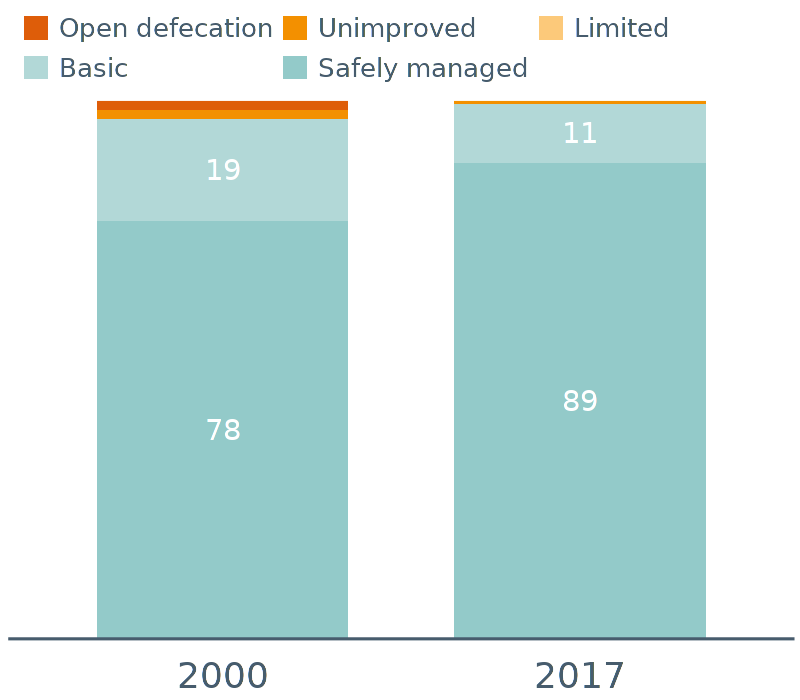 Open defecation Unimproved Limited
Basic Safely managed
19 11
78 89
2000 2017